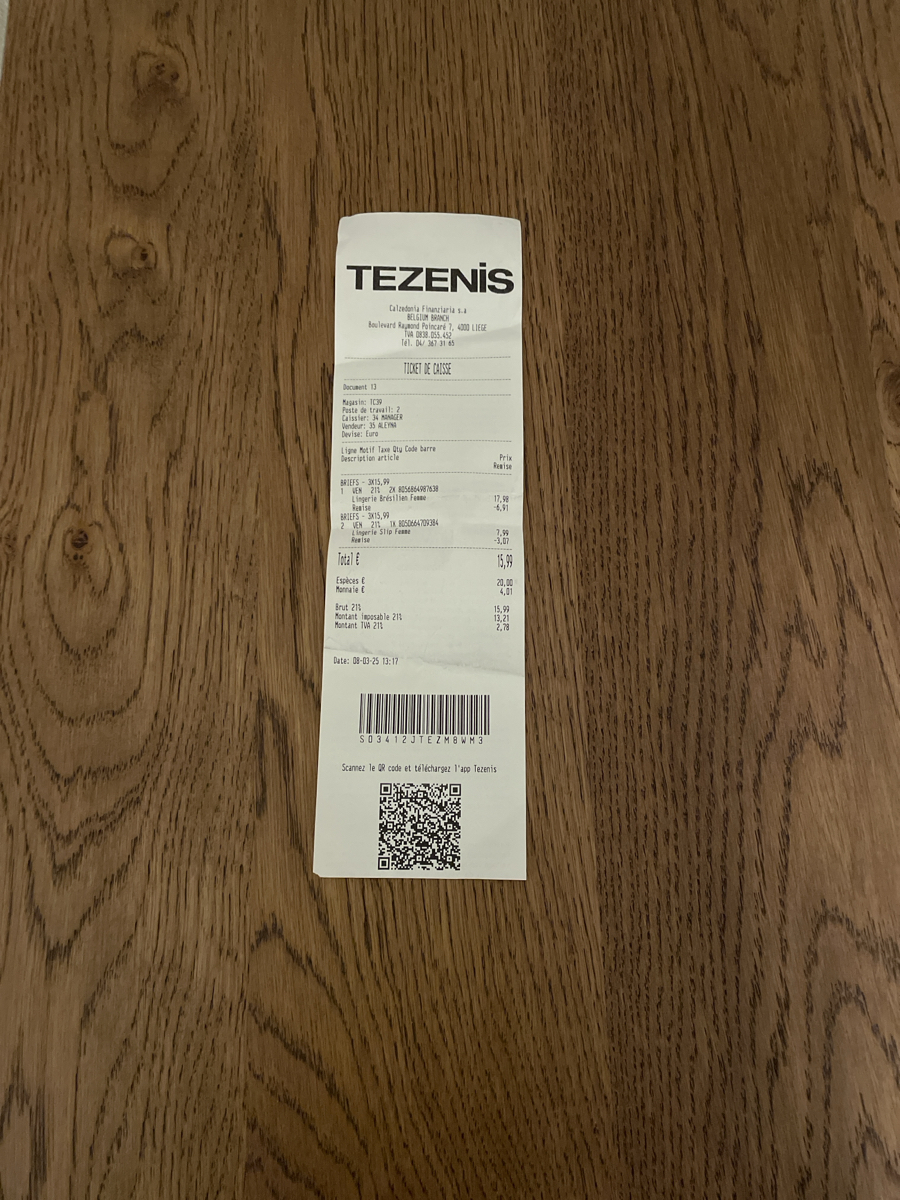 TEZENiS
Calzedonia Finanziaria s.a
BELGIUM BRANCH
Boulevard Raymond Poincaré 7, 4000 LIEGE
TVA 0838.055.452
Tél. 04/ 367 31 65
TICKET DE CAISSE
Document 13
Magasin: TC39
Poste de travail: 2
Caissier: 34 MANAGER
Vendeur: 35 ALEYNA
Devise: Euro
Ligne Motif Taxe Qty Code barre
Description article Prix
Remise
BRIEFS - 3X15,99
1 VEN 21% 2X 8056864987638
Lingerie Brésilien Femme 17,98
Remise -6,91
BRIEFS - 3X15,99
2 VEN 21% 1X 8050664709384
Lingerie Slip Femme 7,99
Remise -3,07
Total € 15,99
Espèces € 20,00
Monnaie € 4,01
Brut 21% 15,99
Montant imposable 21% 13,21
Montant TVA 21% 2,78
Date: 08-03-25 13:17
S03412JTEZM8WM3
Scannez le QR code et téléchargez l'app Tezenis